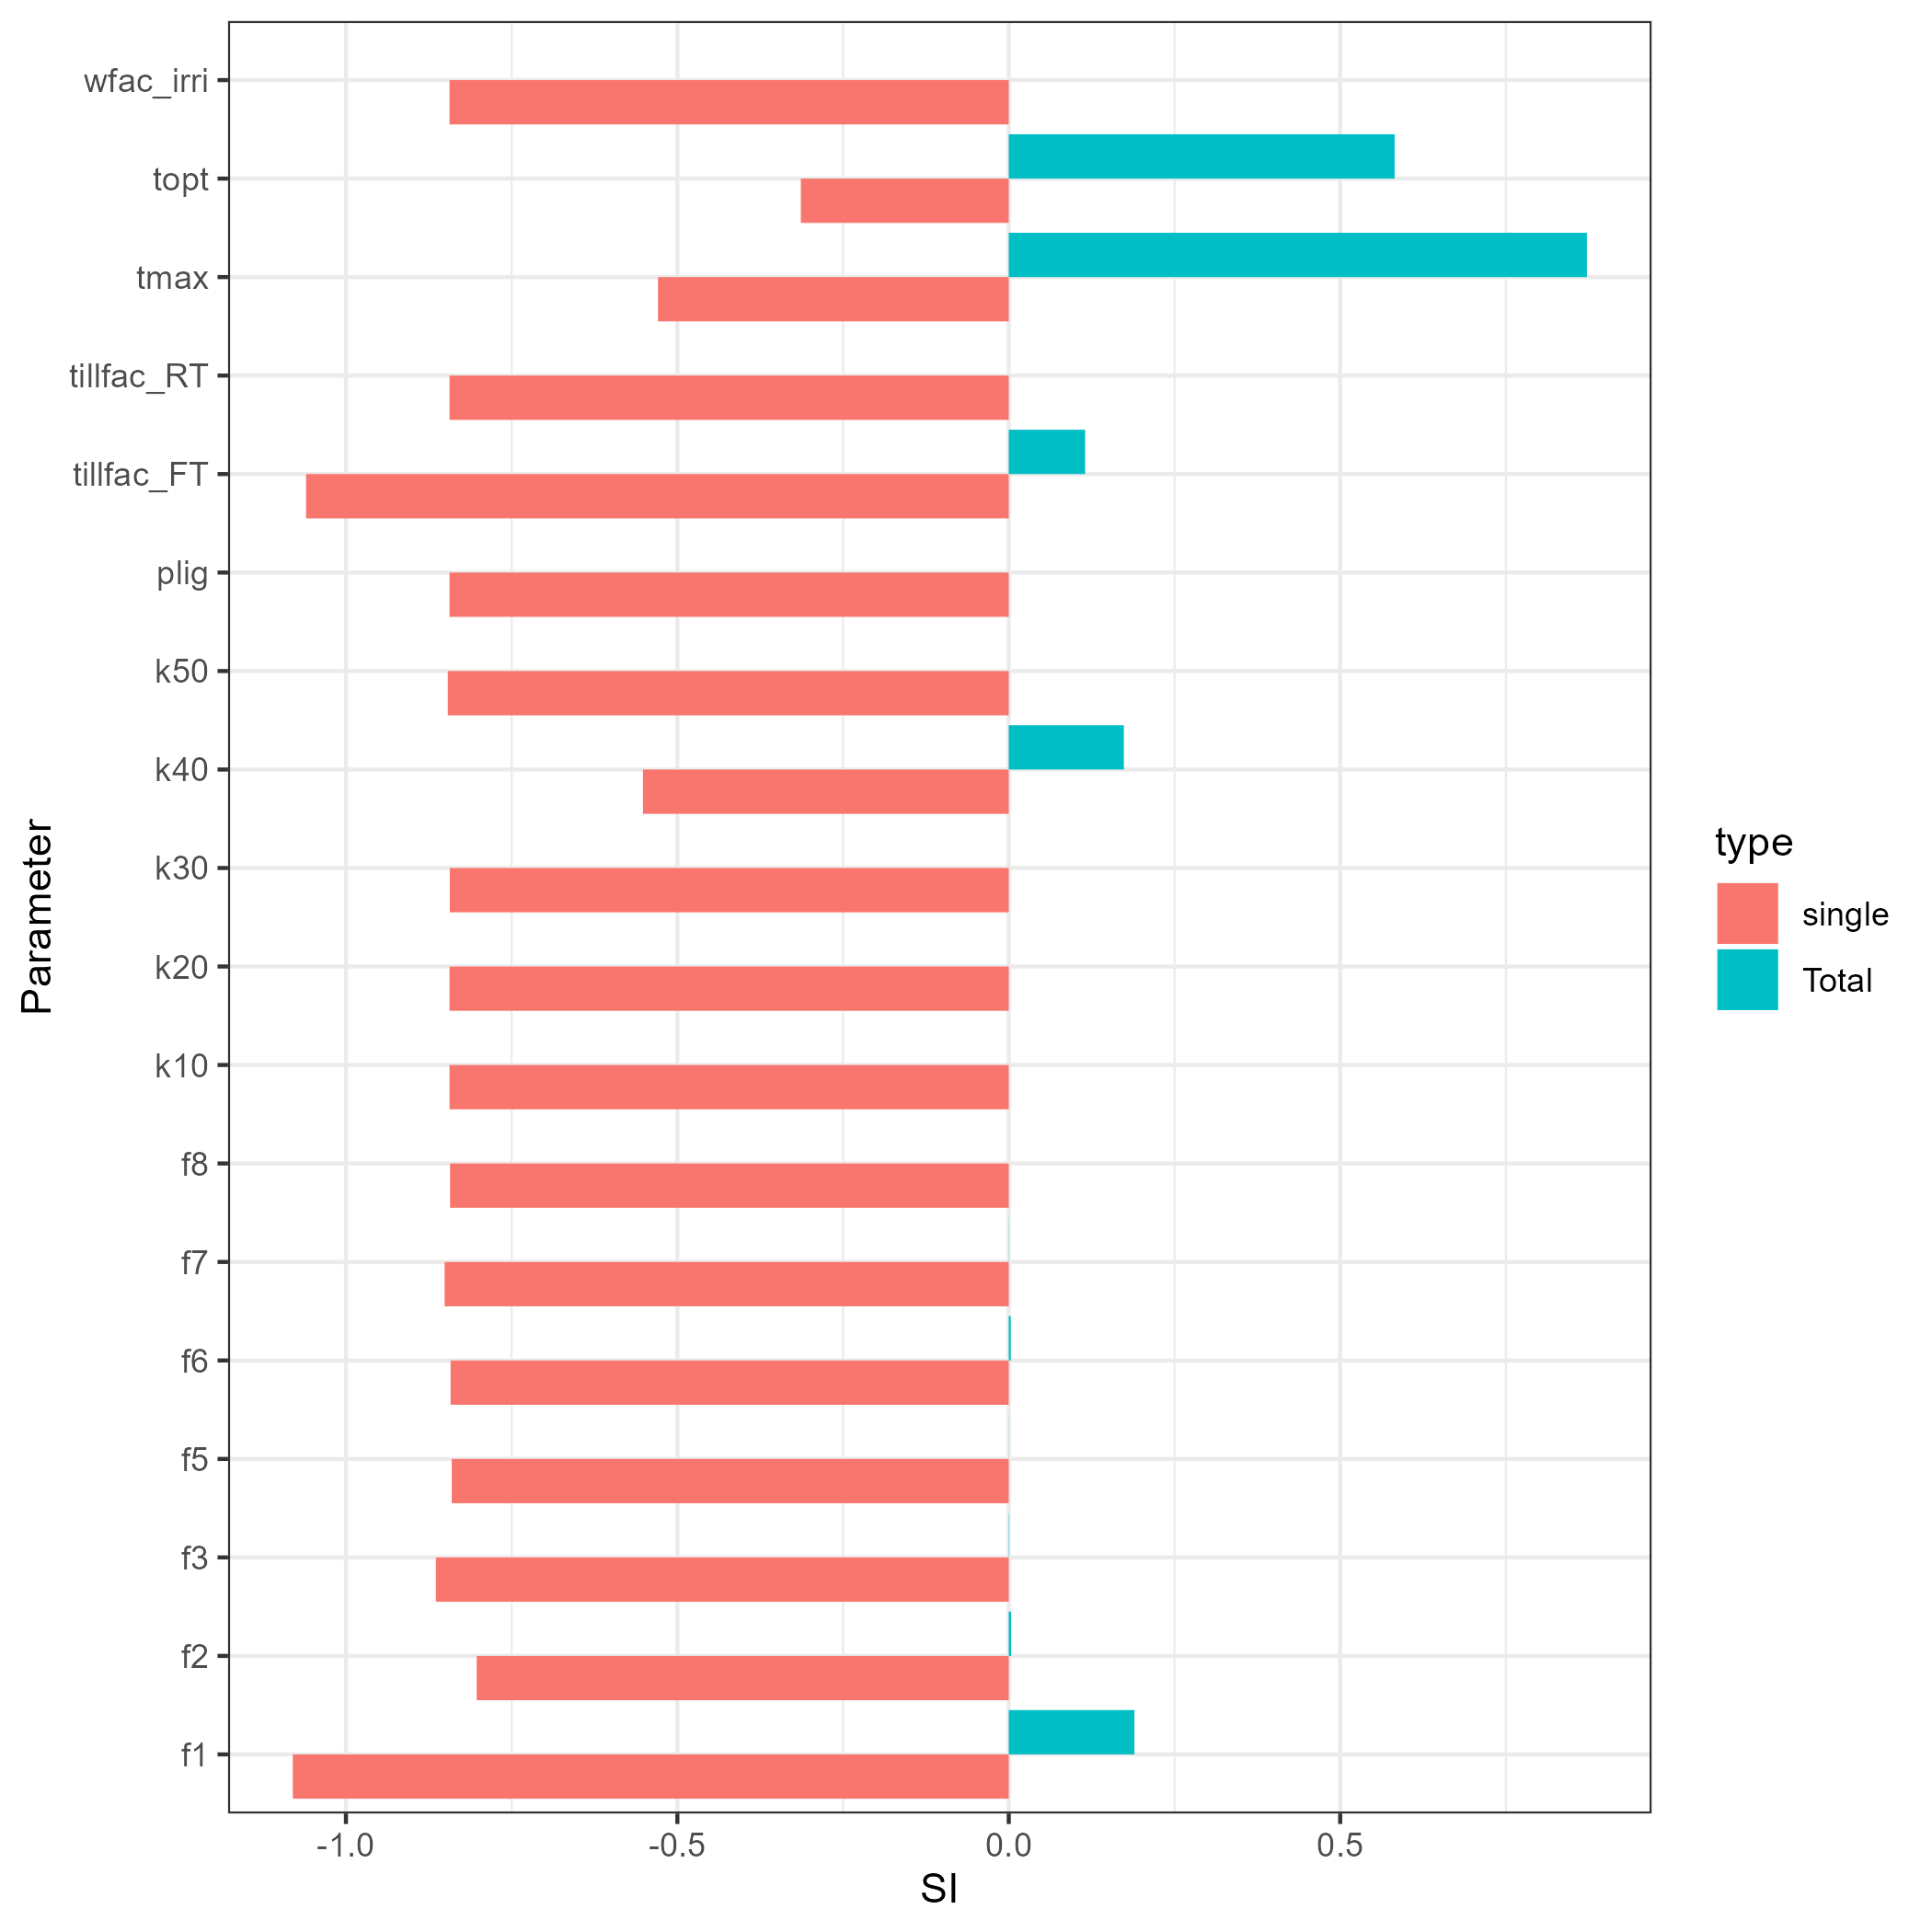 wfac_irri
topt
tmax
tillfac_RT
tillfac_FT
plig
k50
k40
k30
k20
k10
f8
f7
f6
f5
f3
f2
f1
Parameter
-1.0 -0.5 0.0 0.5
SI
type
single
Total